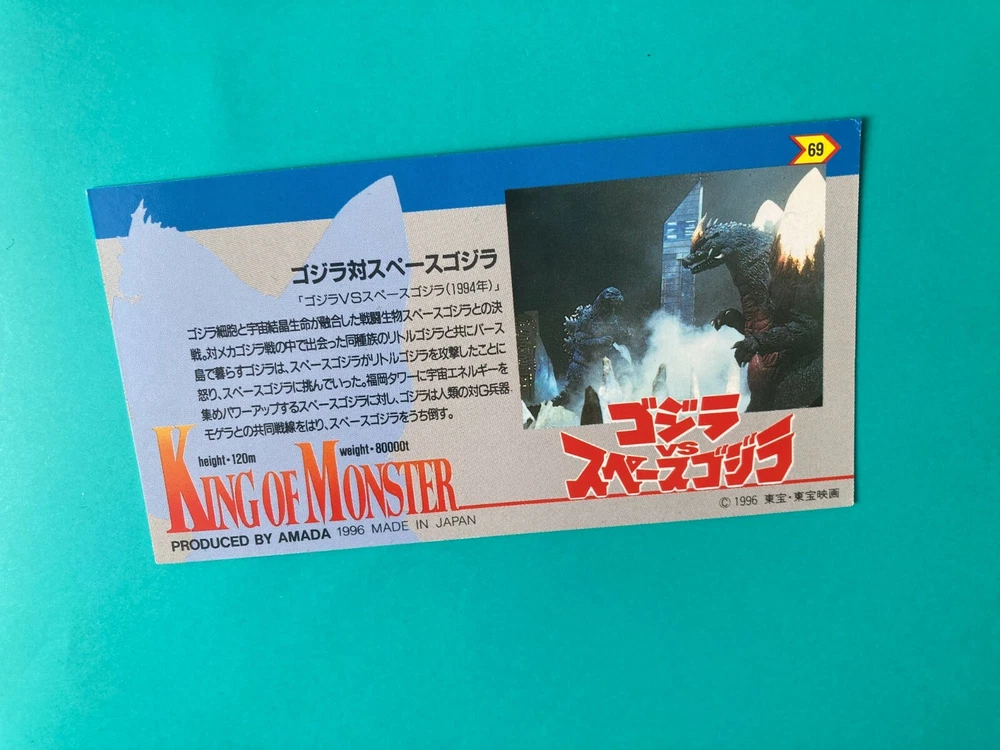 69
ゴジラ対スペースゴジラ
「ゴジラVSスペースゴジラ(1994年)」
ゴジラ細胞と宇宙結晶生命が融合した戦闘生物スペースゴジラとの決
戦。対メカゴジラ戦の中で出会った同種族のリトルゴジラと共にバース
島で暮らすゴジラは、スペースゴジラがリトルゴジラを攻撃したことに
怒り、スペースゴジラに挑んでいった。福岡タワーに宇宙エネルギーを
集めパワーアップするスペースゴジラに対し、ゴジラは人類の対G兵器
モゲラとの共同戦線をはり、スペースゴジラをうち倒す。
height・120m weight・80000t
KING OF MONSTER
PRODUCED BY AMADA 1996 MADE IN JAPAN
ゴジラ
VS
スペースゴジラ
© 1996 東宝・東宝映画